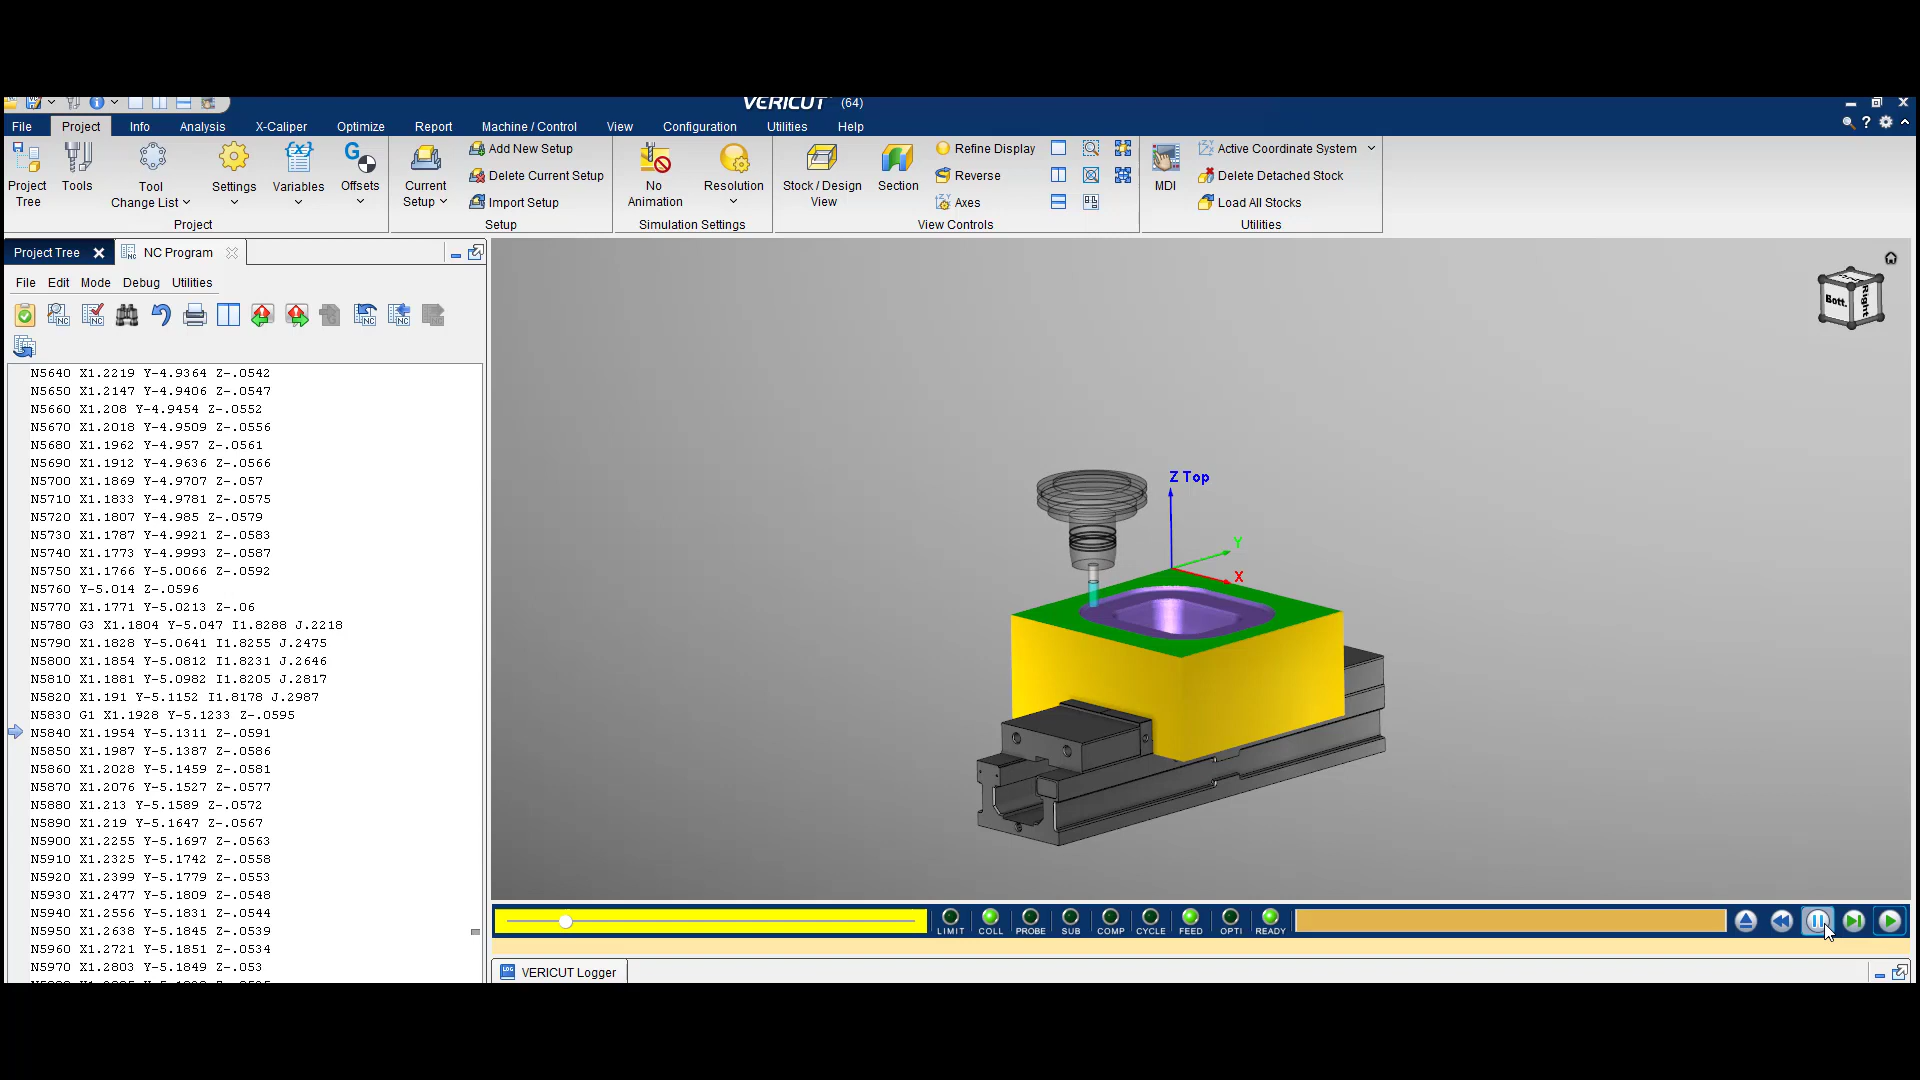 VERICUT (64)
File Project Info Analysis X-Caliper Optimize Report Machine / Control View Configuration Utilities Help
Project Tree
Tools
Tool Change List
Settings
Variables
Offsets
Project
Current Setup
Add New Setup
Delete Current Setup
Import Setup
Setup
No Animation
Resolution
Simulation Settings
Stock / Design View
Section
Refine Display
Reverse
Axes
View Controls
MDI
Active Coordinate System
Delete Detached Stock
Load All Stocks
Utilities
Project Tree NC Program
File Edit Mode Debug Utilities
N5640 X1.2219 Y-4.9364 Z-.0542
N5650 X1.2147 Y-4.9406 Z-.0547
N5660 X1.208 Y-4.9454 Z-.0552
N5670 X1.2018 Y-4.9509 Z-.0556
N5680 X1.1962 Y-4.957 Z-.0561
N5690 X1.1912 Y-4.9636 Z-.0566
N5700 X1.1869 Y-4.9707 Z-.057
N5710 X1.1833 Y-4.9781 Z-.0575
N5720 X1.1807 Y-4.985 Z-.0579
N5730 X1.1787 Y-4.9921 Z-.0583
N5740 X1.1773 Y-4.9993 Z-.0587
N5750 X1.1766 Y-5.0066 Z-.0592
N5760 Y-5.014 Z-.0596
N5770 X1.1771 Y-5.0213 Z-.06
N5780 G3 X1.1804 Y-5.047 I1.8288 J.2218
N5790 X1.1828 Y-5.0641 I1.8255 J.2475
N5800 X1.1854 Y-5.0812 I1.8231 J.2646
N5810 X1.1881 Y-5.0982 I1.8205 J.2817
N5820 X1.191 Y-5.1152 I1.8178 J.2987
N5830 G1 X1.1928 Y-5.1233 Z-.0595
N5840 X1.1954 Y-5.1311 Z-.0591
N5850 X1.1987 Y-5.1387 Z-.0586
N5860 X1.2028 Y-5.1459 Z-.0581
N5870 X1.2076 Y-5.1527 Z-.0577
N5880 X1.213 Y-5.1589 Z-.0572
N5890 X1.219 Y-5.1647 Z-.0567
N5900 X1.2255 Y-5.1697 Z-.0563
N5910 X1.2325 Y-5.1742 Z-.0558
N5920 X1.2399 Y-5.1779 Z-.0553
N5930 X1.2477 Y-5.1809 Z-.0548
N5940 X1.2556 Y-5.1831 Z-.0544
N5950 X1.2638 Y-5.1845 Z-.0539
N5960 X1.2721 Y-5.1851 Z-.0534
N5970 X1.2803 Y-5.1849 Z-.053
Bott. Right
Z Top
Y
X
LIMIT COLL PROBE SUB COMP CYCLE FEED OPTI READY
LOG VERICUT Logger